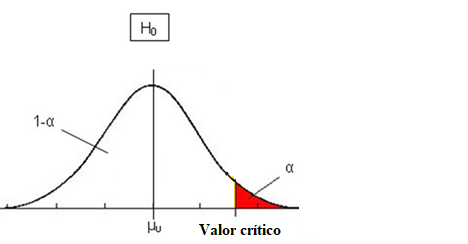 H₀
1-α
α
μ₀
Valor crítico